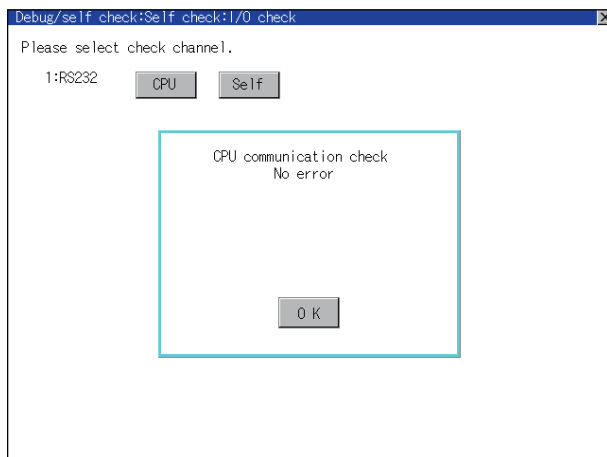 Debug/self check:Self check:I/O check
Please select check channel.
1:RS232 CPU Self
CPU communication check
No error
O K